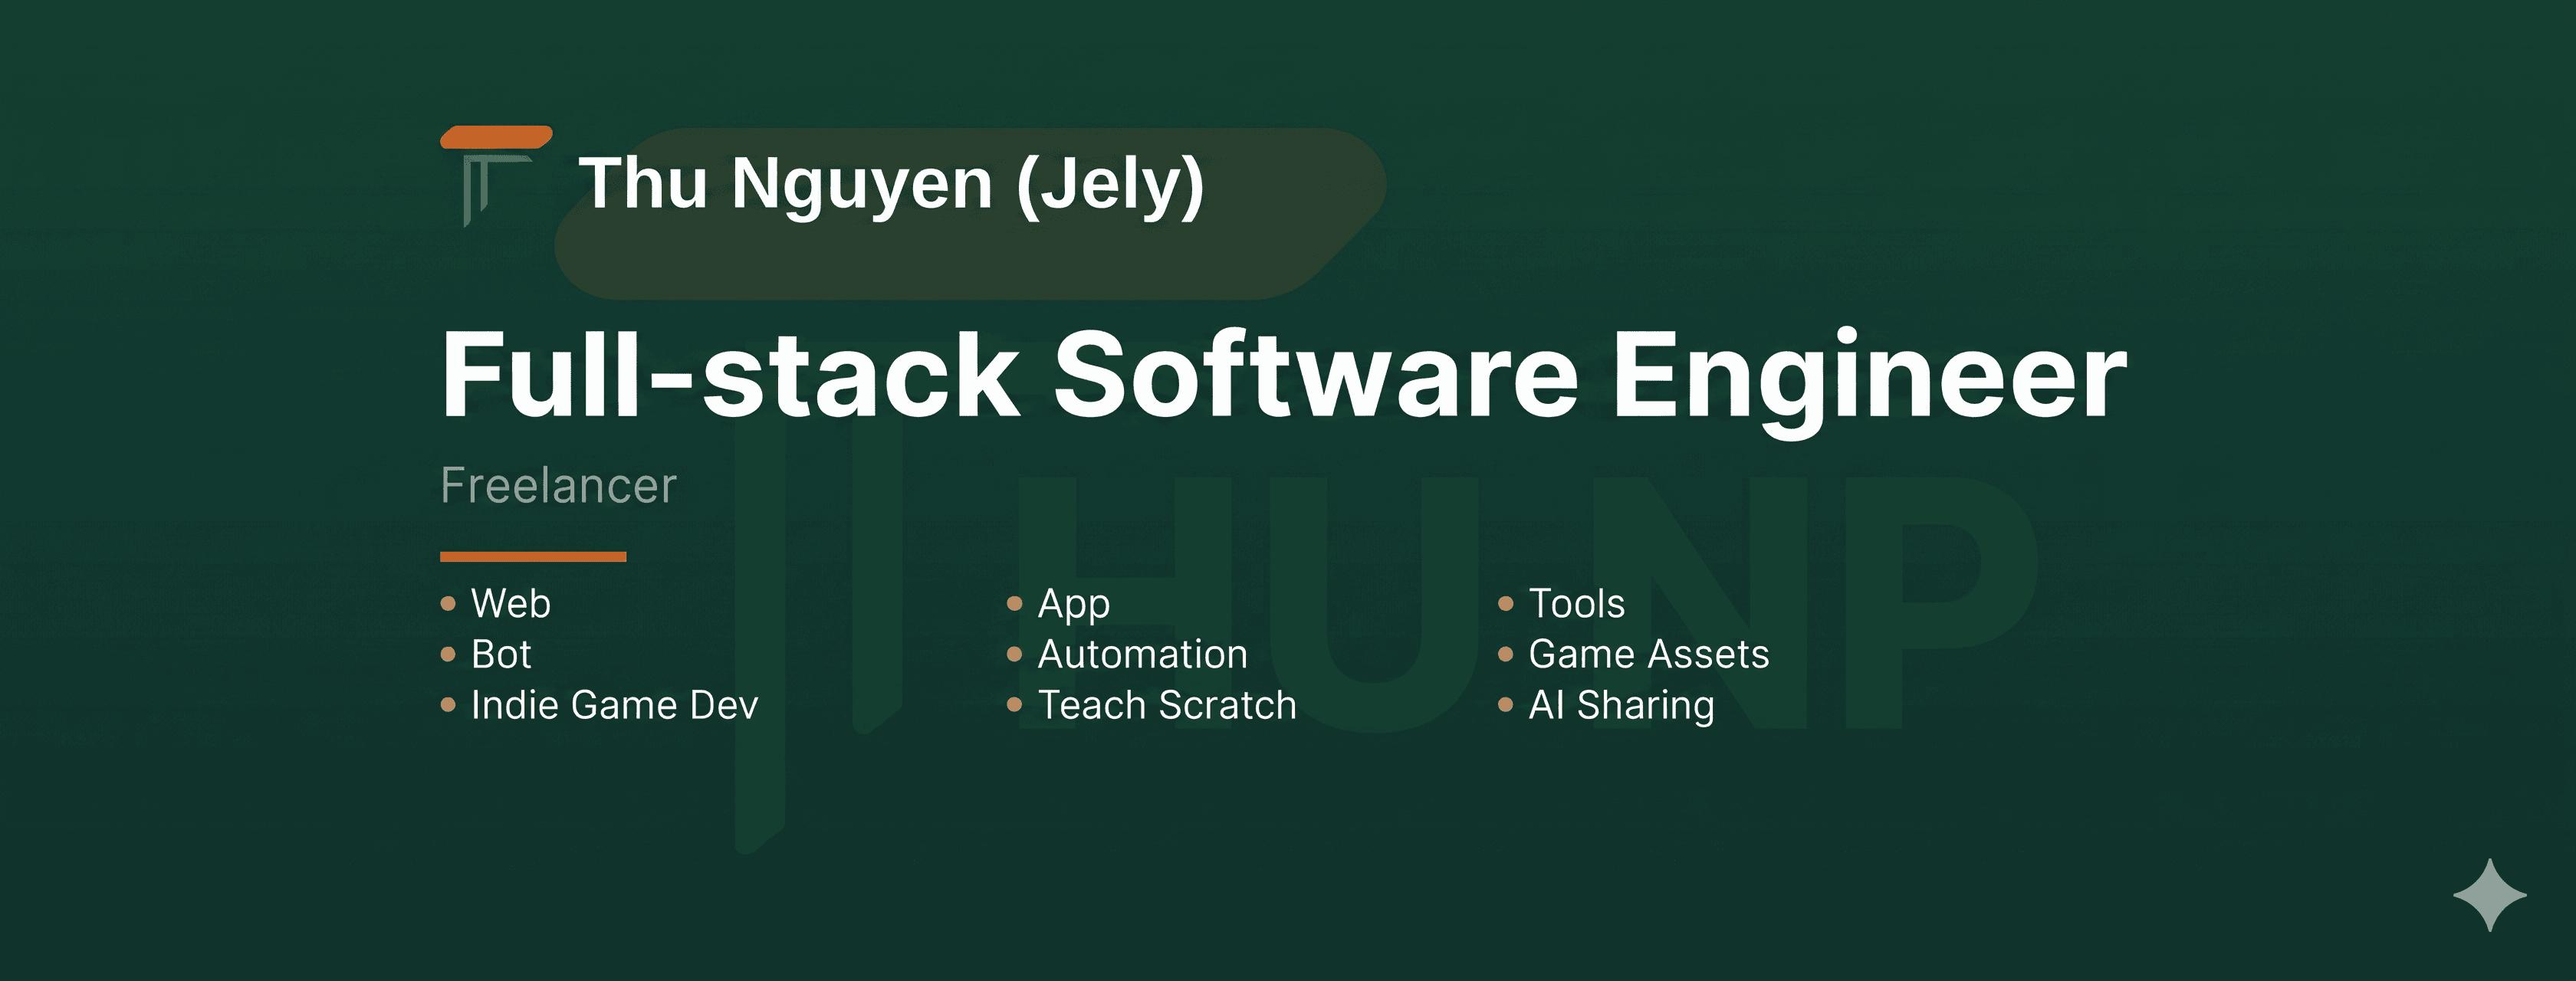 Thu Nguyen (Jely)
Full-stack Software Engineer
Freelancer
THUNP
Web
Bot
Indie Game Dev
App
Automation
Teach Scratch
Tools
Game Assets
AI Sharing